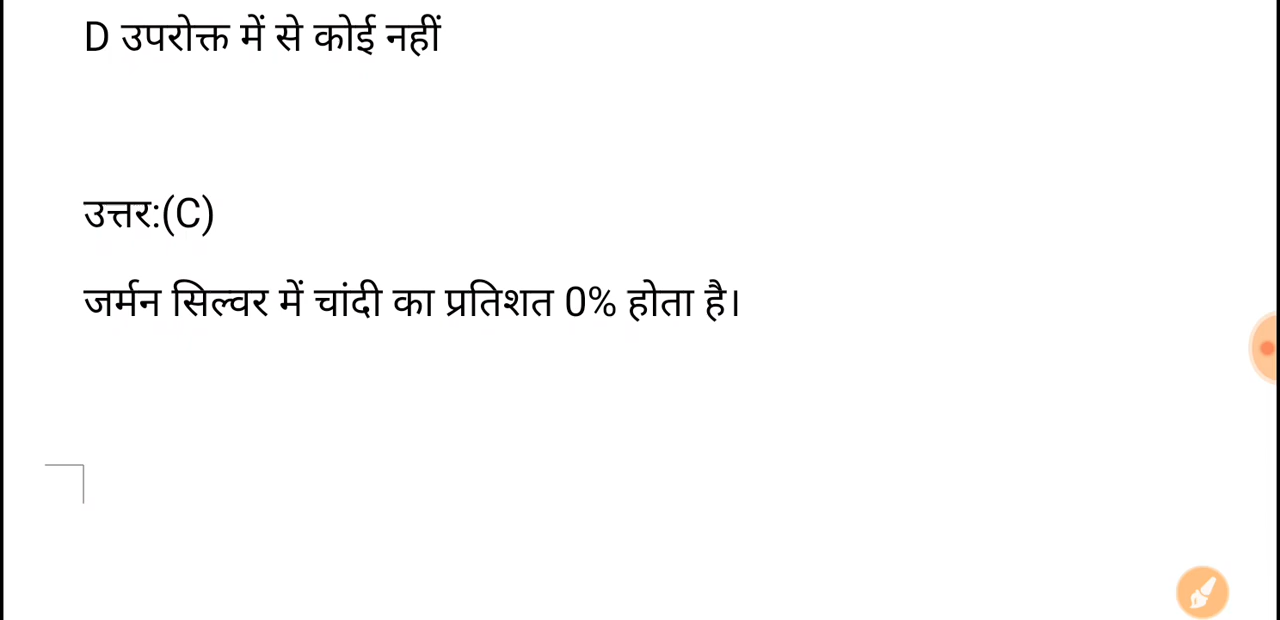 D उपरोक्त में से कोई नहीं
उत्तर:(C)
जर्मन सिल्वर में चांदी का प्रतिशत 0% होता है।